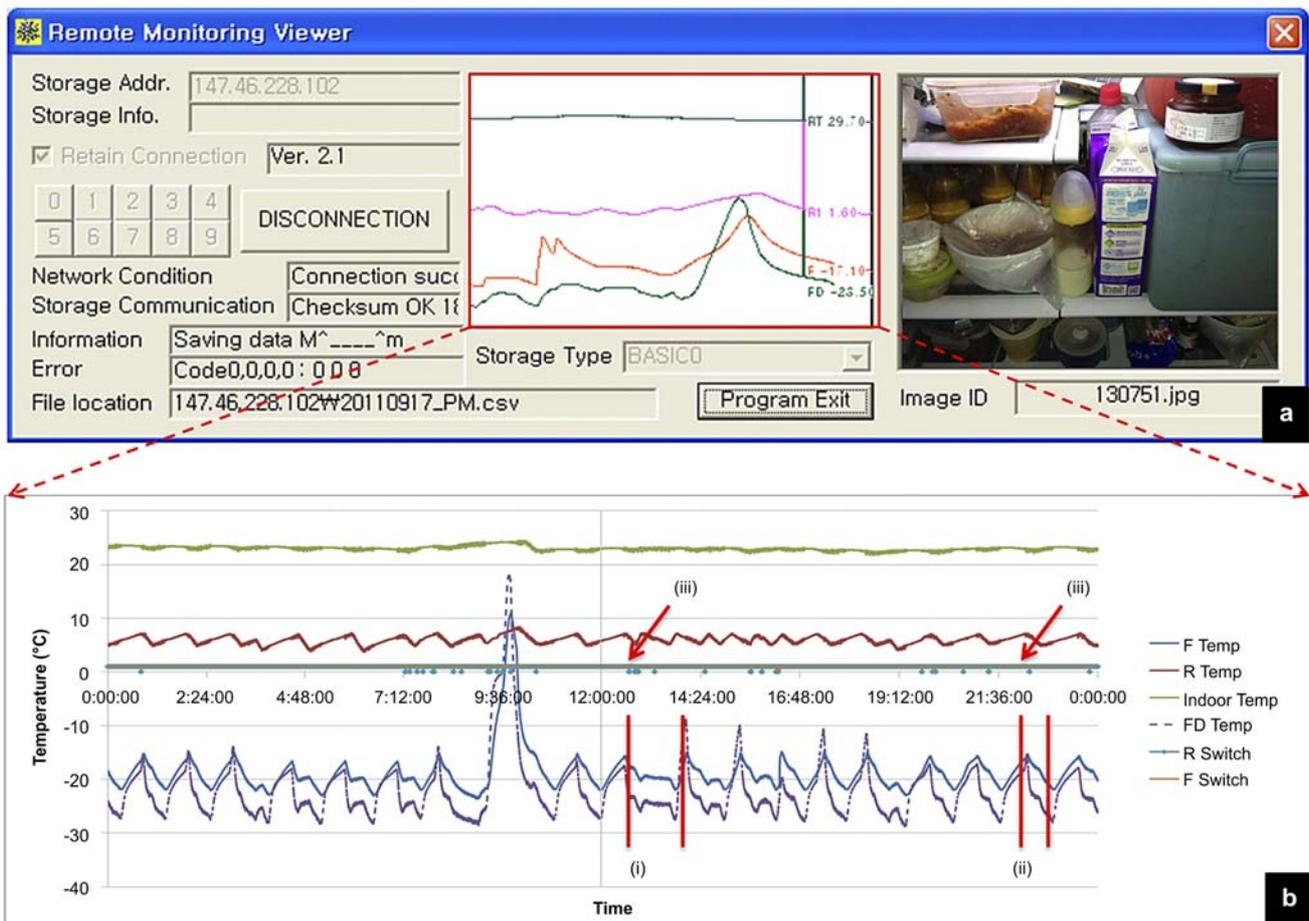 Remote Monitoring Viewer
Storage Addr. 147.46.228.102
Storage Info.
Retain Connection Ver. 2.1
0 1 2 3 4
5 6 7 8 9
DISCONNECTION
Network Condition Connection succ
Storage Communication Checksum OK 18
Information Saving data M^____^m
Error Code0,0,0,0 : 0 0 0
File location 147.46.228.102₩20110917_PM.csv
RT 29.70
R1 1.60
F -17.10
FD -23.50
Storage Type BASIC0
Program Exit
Image ID 130751.jpg
a
30
20
10
0
-10
-20
-30
-40
Temperature (°C)
0:00:00 2:24:00 4:48:00 7:12:00 9:36:00 12:00:00 14:24:00 16:48:00 19:12:00 21:36:00 0:00:00
Time
(iii) (iii)
(i) (ii)
F Temp
R Temp
Indoor Temp
FD Temp
R Switch
F Switch
b